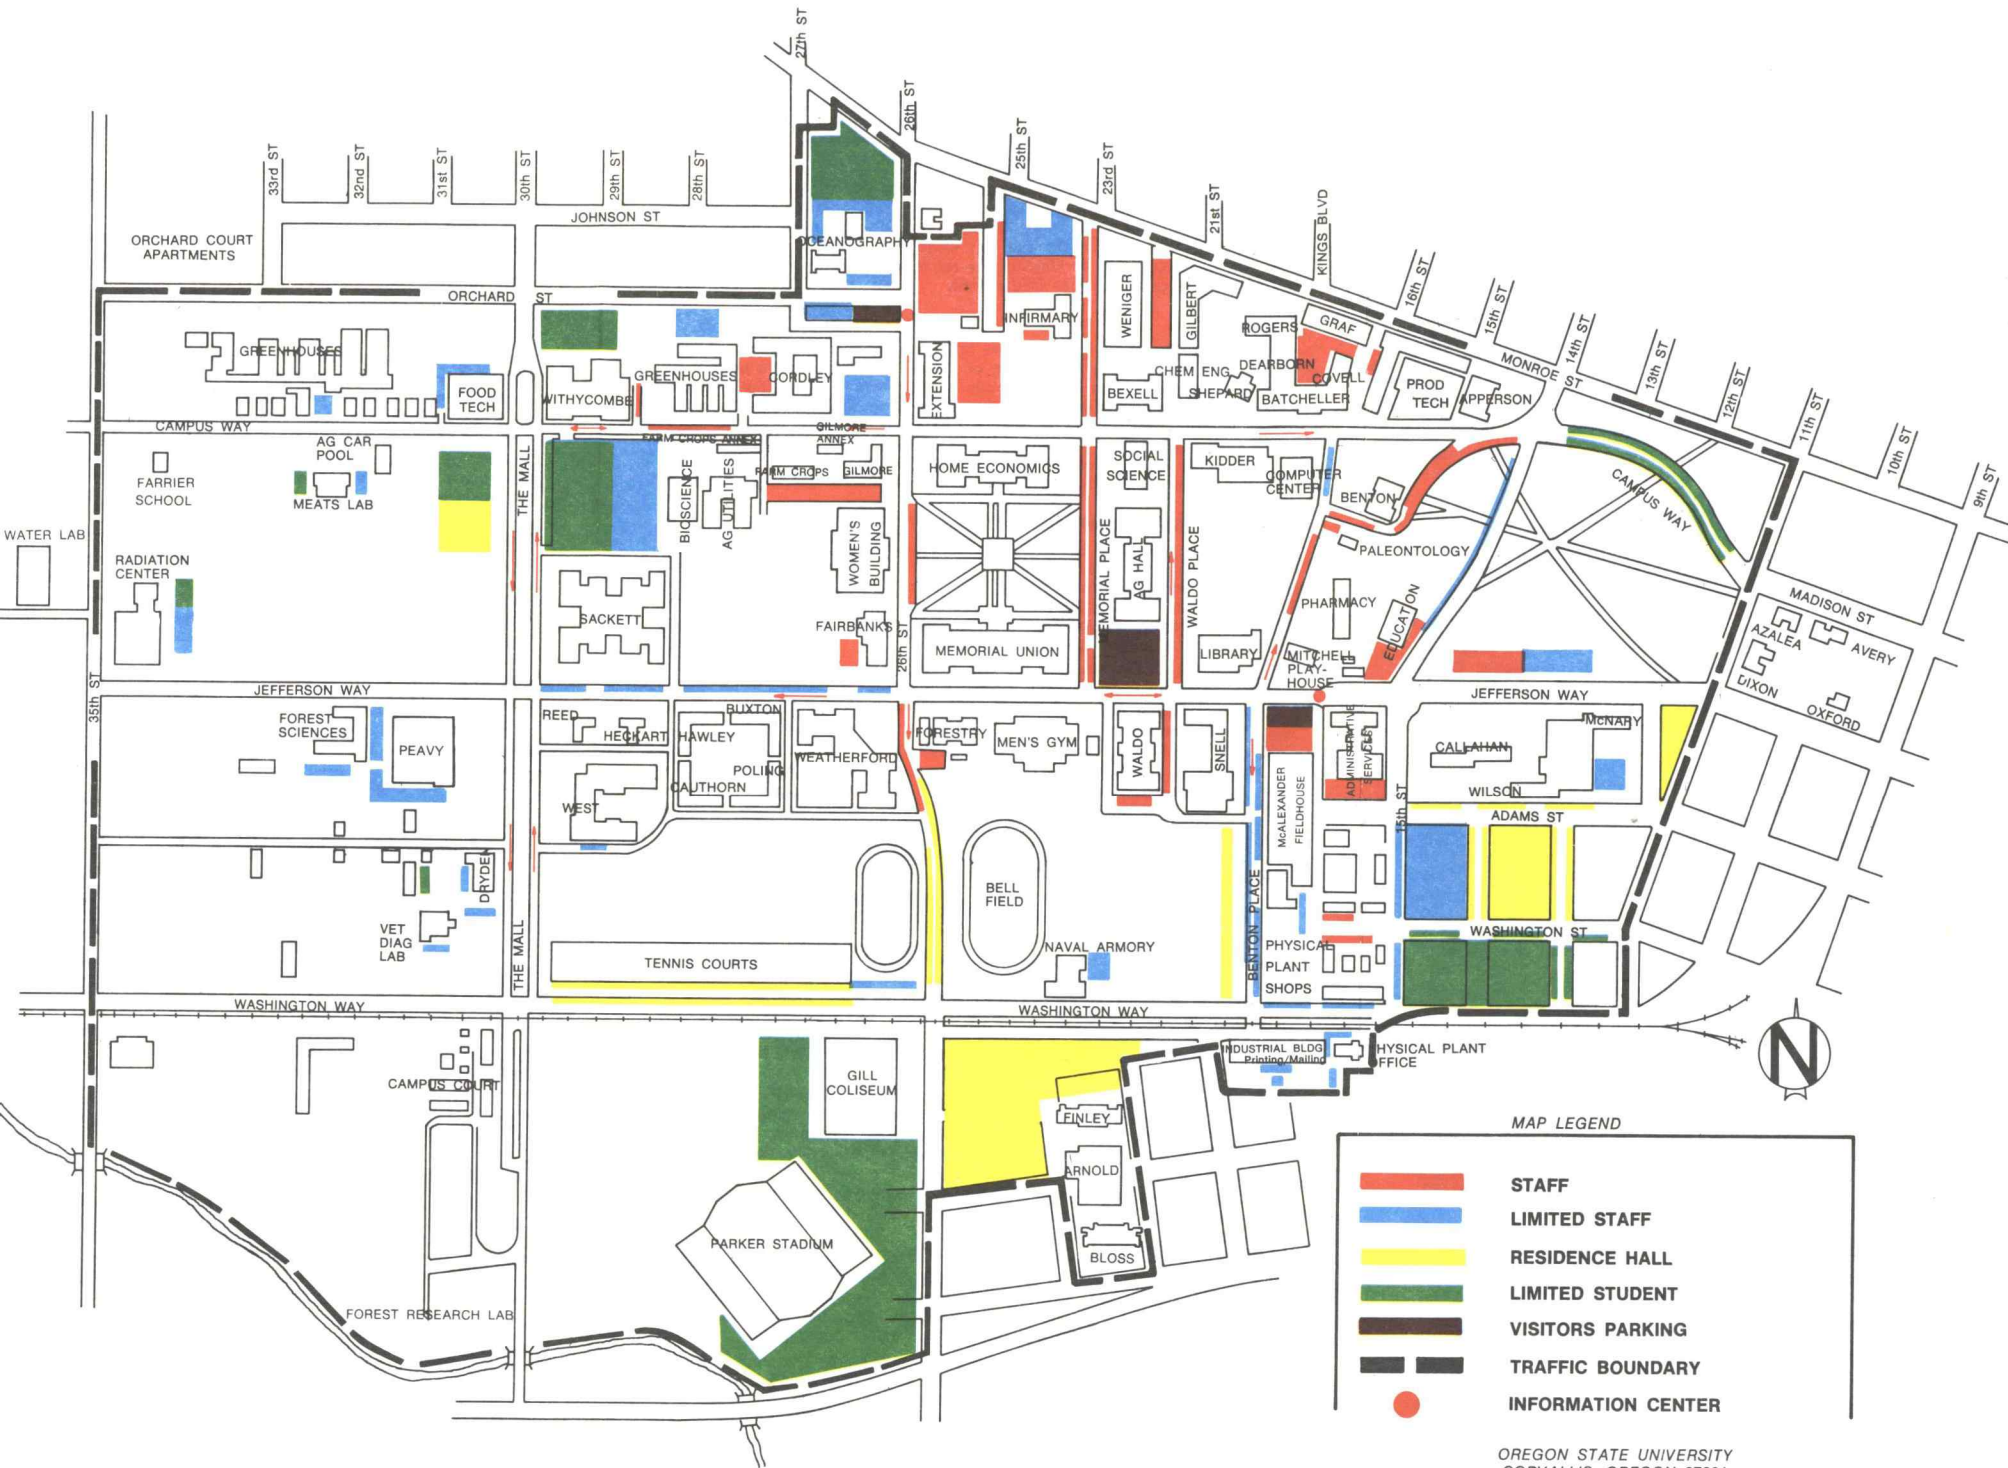 27th ST
26th ST
25th ST
23rd ST
21st ST
KINGS BLVD
16th ST
15th ST
14th ST
13th ST
12th ST
11th ST
10th ST
9th ST
33rd ST
32nd ST
31st ST
30th ST
29th ST
28th ST
JOHNSON ST
ORCHARD COURT
APARTMENTS
ORCHARD ST
OCEANOGRAPHY
INFIRMARY
WENIGER
GILBERT
ROGERS
GRAF
MONROE ST
GREENHOUSES
FOOD
TECH
WITHYCOMBE
GREENHOUSES
CORDLEY
EXTENSION
BEXELL
CHEM ENG
SHEPARD
DEARBORN
COVELL
BATCHELLER
PROD
TECH
APPERSON
CAMPUS WAY
AG CAR
POOL
FARRIER
SCHOOL
MEATS LAB
THE MALL
FARM CROPS ANNEX
GILMORE
ANNEX
BIOSCIENCE
AG UTILITIES
FARM CROPS
GILMORE
HOME ECONOMICS
SOCIAL
SCIENCE
KIDDER
COMPUTER
CENTER
BENTON
CAMPUS WAY
WATER LAB
RADIATION
CENTER
WOMEN'S
BUILDING
MEMORIAL PLACE
AG HALL
WALDO PLACE
PALEONTOLOGY
PHARMACY
EDUCATION
MADISON ST
AZALEA
AVERY
DIXON
OXFORD
SACKETT
FAIRBANKS
26th ST
MEMORIAL UNION
LIBRARY
MITCHELL
PLAY-
HOUSE
35th ST
JEFFERSON WAY
JEFFERSON WAY
FOREST
SCIENCES
PEAVY
REED
HECKART
HAWLEY
BUXTON
POLING
CAUTHORN
WEATHERFORD
FORESTRY
MEN'S GYM
WALDO
SNELL
McALEXANDER
FIELDHOUSE
ADMINISTRATIVE
SERVICES
CALLAHAN
McNARY
WILSON
WEST
15th ST
ADAMS ST
DRYDEN
VET
DIAG
LAB
THE MALL
TENNIS COURTS
BELL
FIELD
NAVAL ARMORY
BENTON PLACE
PHYSICAL
PLANT
SHOPS
WASHINGTON ST
WASHINGTON WAY
WASHINGTON WAY
INDUSTRIAL BLDG
Printing/Mailing
PHYSICAL PLANT
OFFICE
N
CAMPUS COURT
GILL
COLISEUM
FINLEY
ARNOLD
BLOSS
PARKER STADIUM
FOREST RESEARCH LAB
MAP LEGEND
STAFF
LIMITED STAFF
RESIDENCE HALL
LIMITED STUDENT
VISITORS PARKING
TRAFFIC BOUNDARY
INFORMATION CENTER
OREGON STATE UNIVERSITY